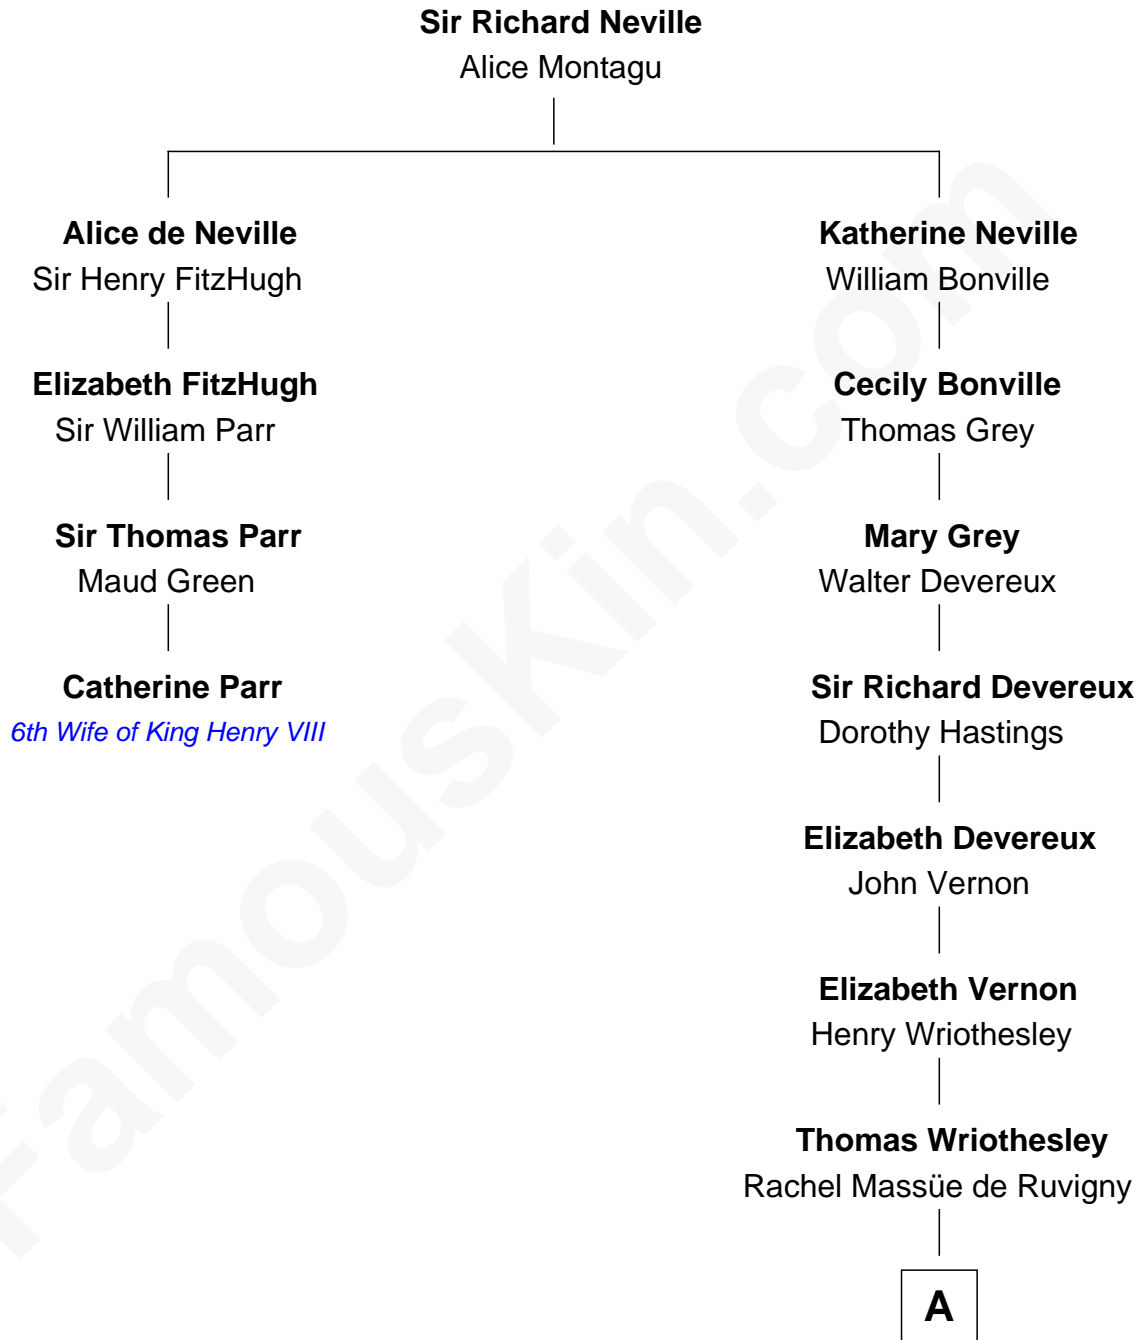 Sir Richard Neville
Alice Montagu
Alice de Neville
Sir Henry FitzHugh
Katherine Neville
William Bonville
Elizabeth FitzHugh
Sir William Parr
Cecily Bonville
Thomas Grey
Sir Thomas Parr
Maud Green
Mary Grey
Walter Devereux
Catherine Parr
6th Wife of King Henry VIII
Sir Richard Devereux
Dorothy Hastings
Elizabeth Devereux
John Vernon
Elizabeth Vernon
Henry Wriothesley
Thomas Wriothesley
Rachel Massüe de Ruvigny
A
FamousKin.com